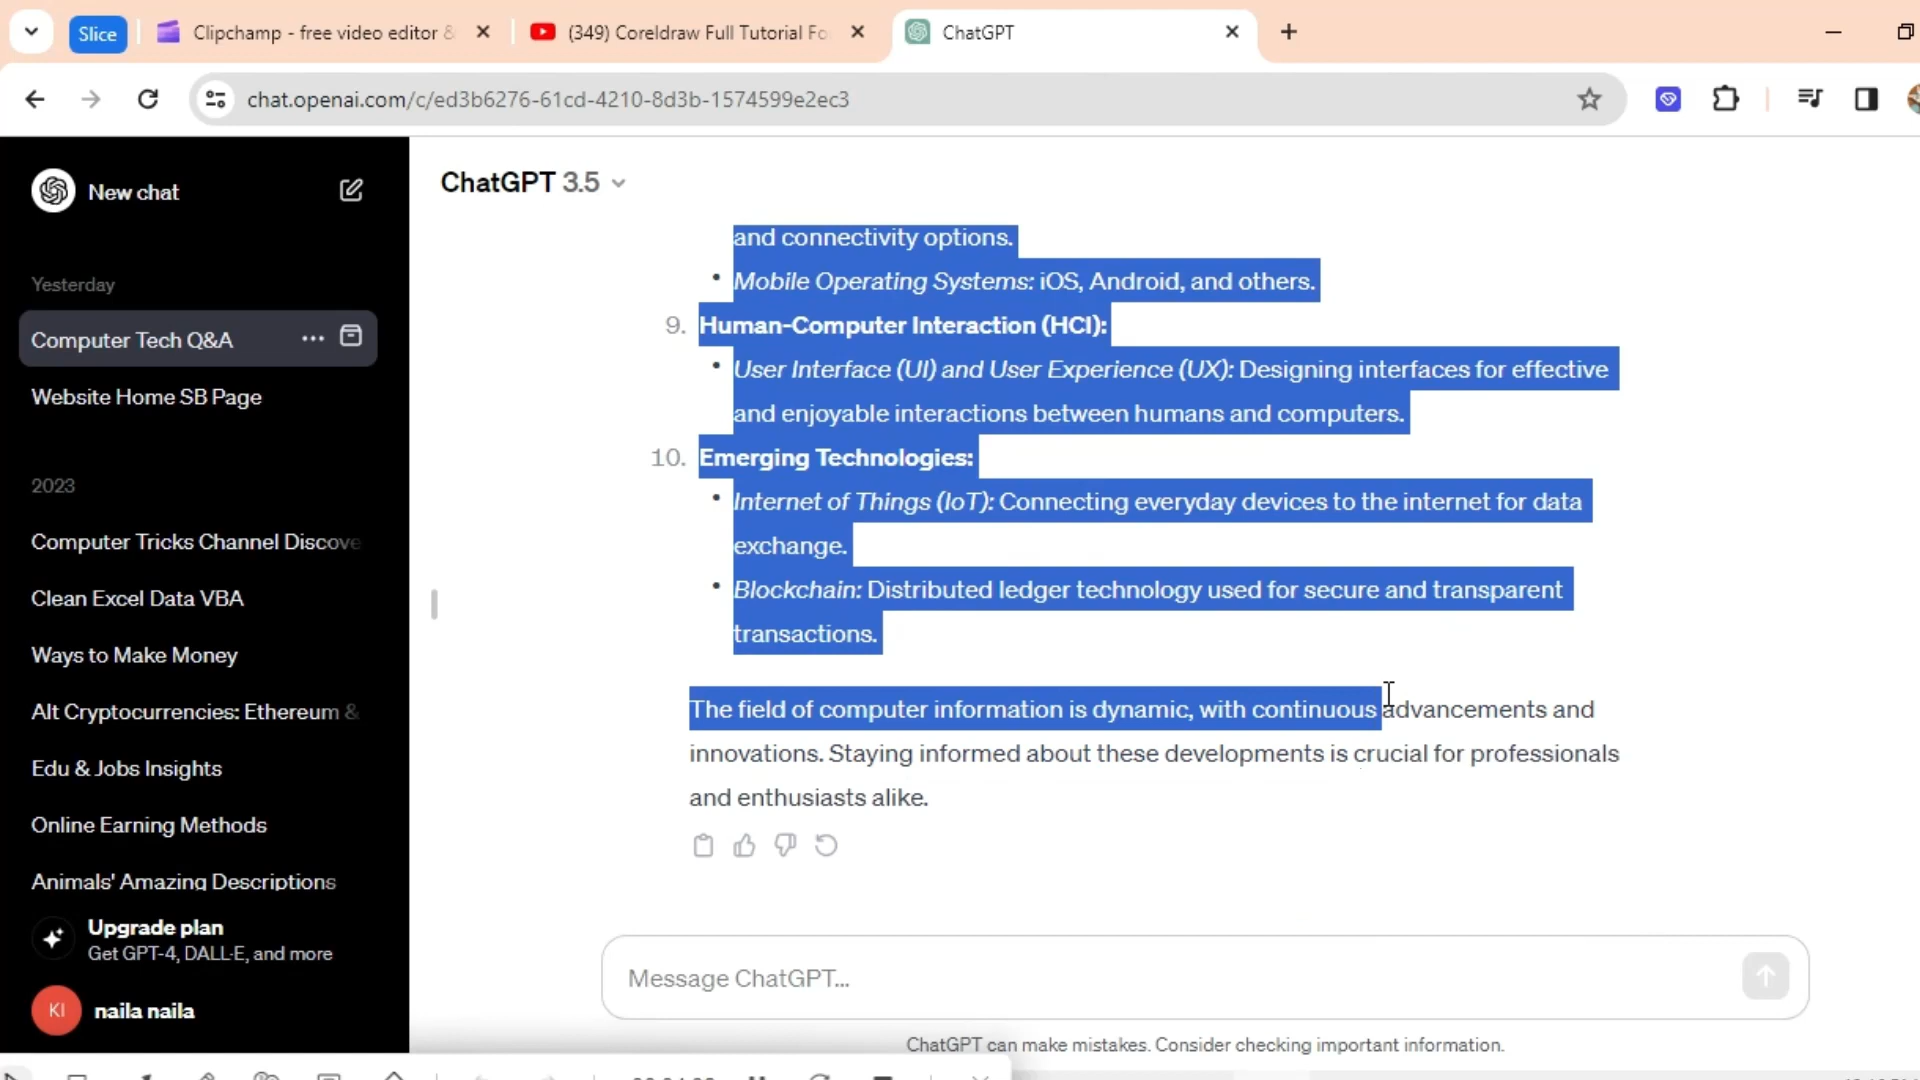 Slice
Clipchamp - free video editor &
(349) Coreldraw Full Tutorial Fo
ChatGPT
chat.openai.com/c/ed3b6276-61cd-4210-8d3b-1574599e2ec3
New chat
Yesterday
Computer Tech Q&A
Website Home SB Page
2023
Computer Tricks Channel Discove
Clean Excel Data VBA
Ways to Make Money
Alt Cryptocurrencies: Ethereum &
Edu & Jobs Insights
Online Earning Methods
Animals' Amazing Descriptions
Upgrade plan
Get GPT-4, DALL·E, and more
KI
naila naila
ChatGPT 3.5
and connectivity options.
• Mobile Operating Systems: iOS, Android, and others.
9. Human-Computer Interaction (HCI):
• User Interface (UI) and User Experience (UX): Designing interfaces for effective
and enjoyable interactions between humans and computers.
10. Emerging Technologies:
• Internet of Things (IoT): Connecting everyday devices to the internet for data
exchange.
• Blockchain: Distributed ledger technology used for secure and transparent
transactions.
The field of computer information is dynamic, with continuous advancements and
innovations. Staying informed about these developments is crucial for professionals
and enthusiasts alike.
Message ChatGPT...
ChatGPT can make mistakes. Consider checking important information.